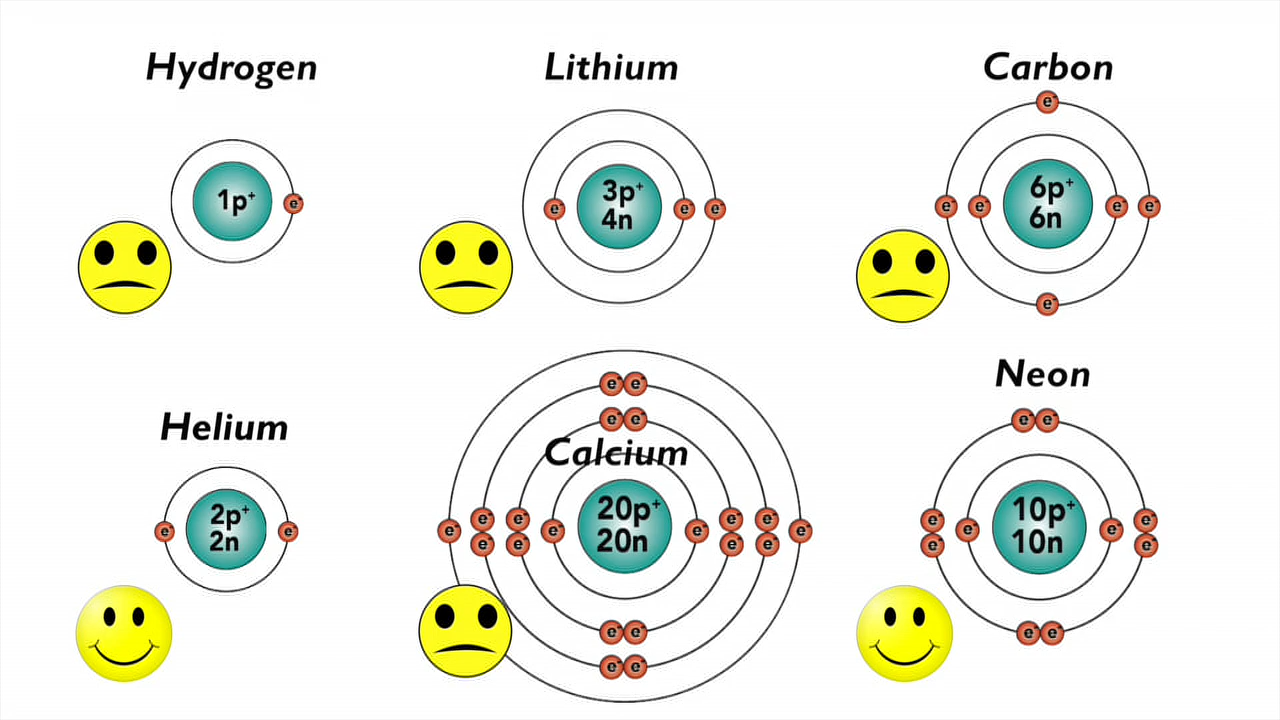 Hydrogen
1p⁺
e⁻
Lithium
3p⁺
4n
e⁻ e⁻ e⁻
Carbon
e⁻
6p⁺
6n
e⁻ e⁻ e⁻ e⁻
e⁻
Helium
2p⁺
2n
e⁻ e⁻
e⁻ e⁻
e⁻ e⁻
Calcium
20p⁺
20n
e⁻ e⁻ e⁻ e⁻
e⁻ e⁻ e⁻ e⁻
e⁻ e⁻ e⁻ e⁻
e⁻ e⁻
e⁻ e⁻
Neon
e⁻ e⁻
10p⁺
10n
e⁻ e⁻
e⁻ e⁻
e⁻ e⁻
e⁻ e⁻